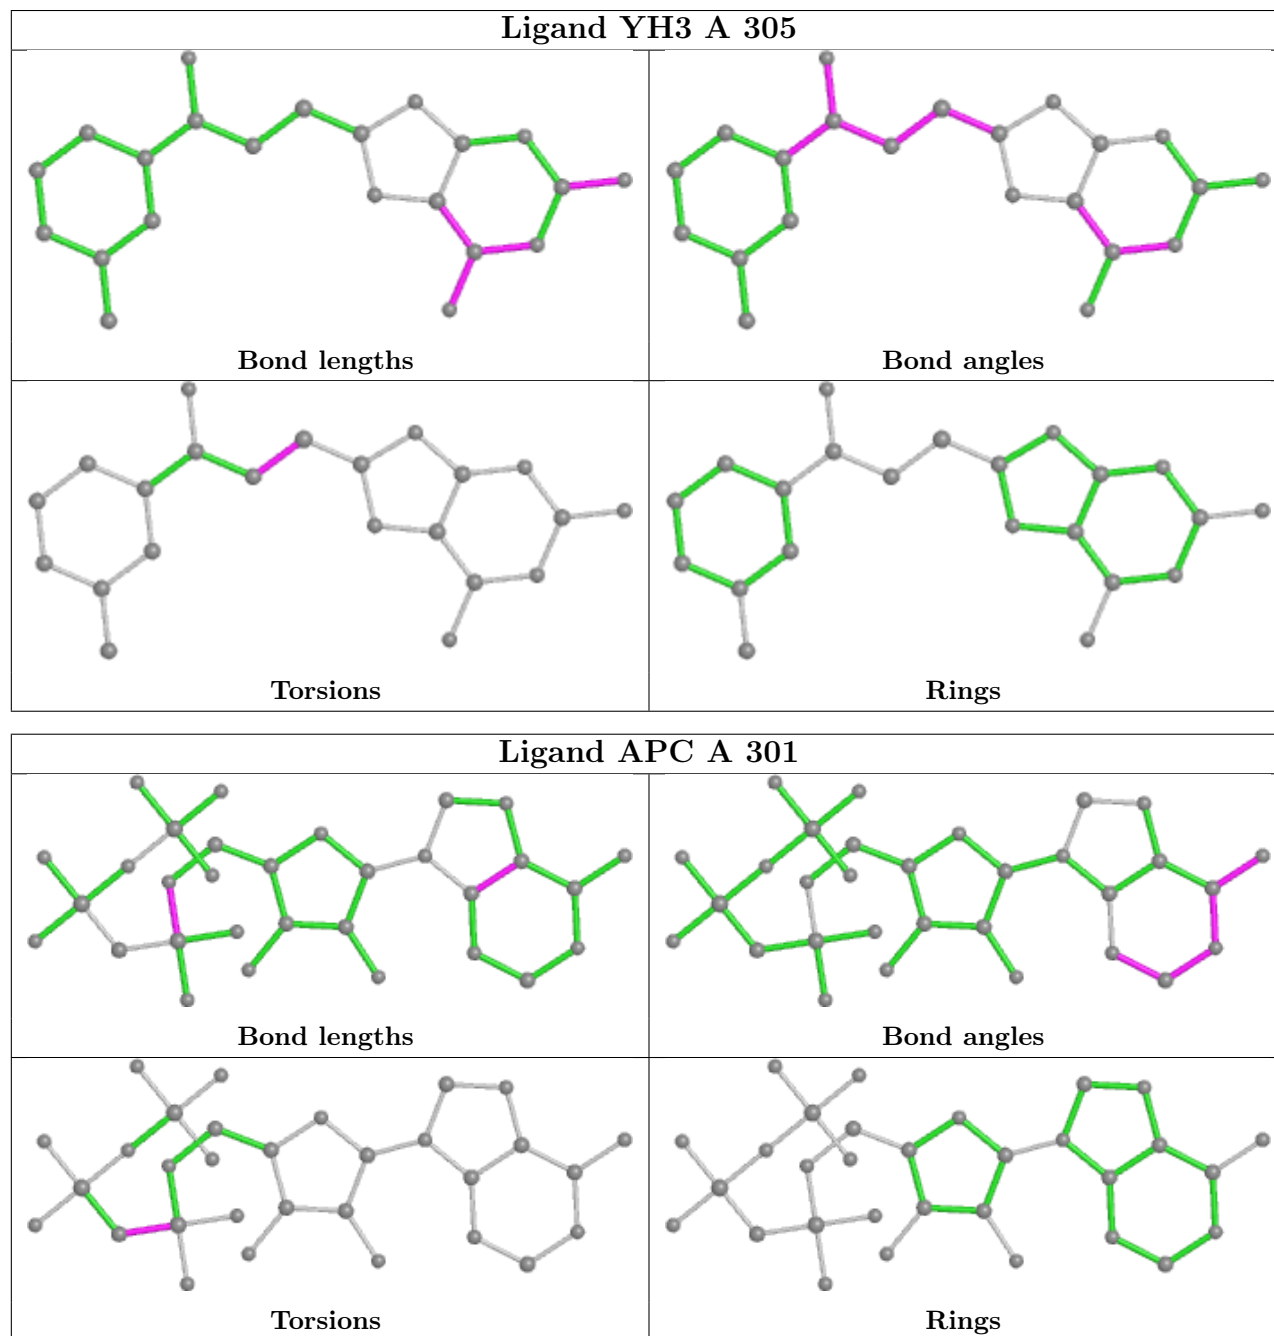 Ligand YH3 A 305
Bond lengths
Bond angles
Torsions
Rings
Ligand APC A 301
Bond lengths
Bond angles
Torsions
Rings